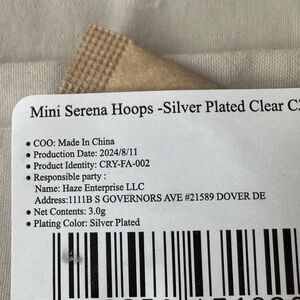 Mini Serena Hoops -Silver Plated Clear
• COO: Made In China
• Production Date: 2024/8/11
• Product Identity: CRY-FA-002
• Responsible party :
Name: Haze Enterprise LLC
Address:1111B S GOVERNORS AVE #21589 DOVER DE
• Net Contents: 3.0g
• Plating Color: Silver Plated